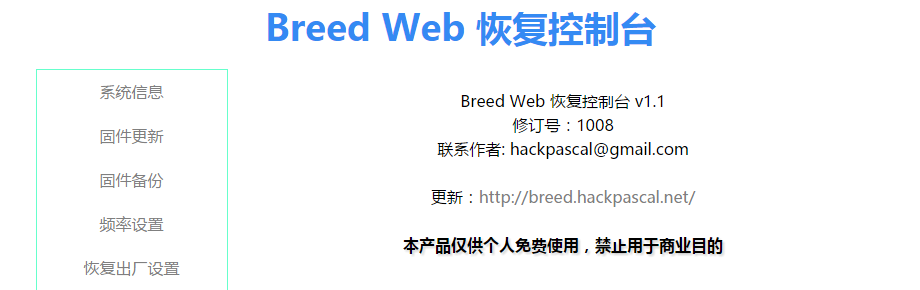 Breed Web 恢复控制台
系统信息
固件更新
固件备份
频率设置
恢复出厂设置
Breed Web 恢复控制台 v1.1
修订号：1008
联系作者: hackpascal@gmail.com
更新：http://breed.hackpascal.net/
本产品仅供个人免费使用，禁止用于商业目的